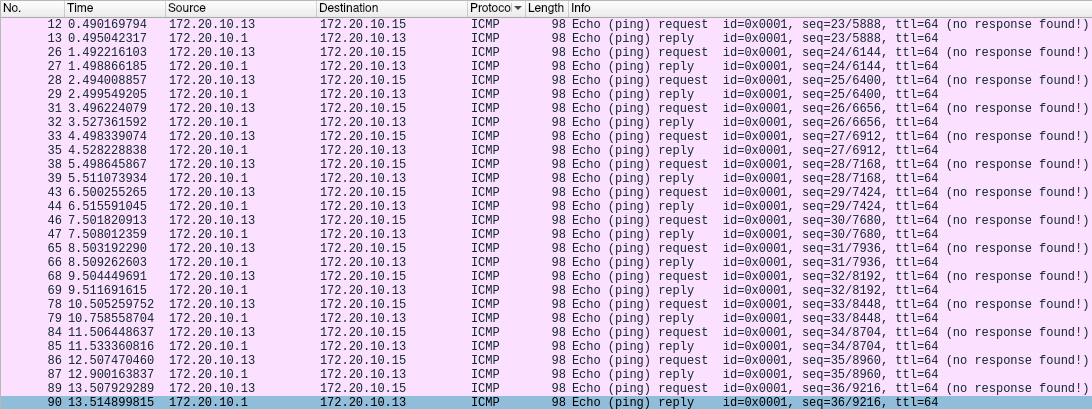 No. Time Source Destination Protocol Length Info
12 0.490169794 172.20.10.13 172.20.10.15 ICMP 98 Echo (ping) request id=0x0001, seq=23/5888, ttl=64 (no response found!)
13 0.495042317 172.20.10.1 172.20.10.13 ICMP 98 Echo (ping) reply id=0x0001, seq=23/5888, ttl=64
26 1.492216103 172.20.10.13 172.20.10.15 ICMP 98 Echo (ping) request id=0x0001, seq=24/6144, ttl=64 (no response found!)
27 1.498866185 172.20.10.1 172.20.10.13 ICMP 98 Echo (ping) reply id=0x0001, seq=24/6144, ttl=64
28 2.494008857 172.20.10.13 172.20.10.15 ICMP 98 Echo (ping) request id=0x0001, seq=25/6400, ttl=64 (no response found!)
29 2.499549205 172.20.10.1 172.20.10.13 ICMP 98 Echo (ping) reply id=0x0001, seq=25/6400, ttl=64
31 3.496224079 172.20.10.13 172.20.10.15 ICMP 98 Echo (ping) request id=0x0001, seq=26/6656, ttl=64 (no response found!)
32 3.527361592 172.20.10.1 172.20.10.13 ICMP 98 Echo (ping) reply id=0x0001, seq=26/6656, ttl=64
33 4.498339074 172.20.10.13 172.20.10.15 ICMP 98 Echo (ping) request id=0x0001, seq=27/6912, ttl=64 (no response found!)
35 4.528228838 172.20.10.1 172.20.10.13 ICMP 98 Echo (ping) reply id=0x0001, seq=27/6912, ttl=64
38 5.498645867 172.20.10.13 172.20.10.15 ICMP 98 Echo (ping) request id=0x0001, seq=28/7168, ttl=64 (no response found!)
39 5.511073934 172.20.10.1 172.20.10.13 ICMP 98 Echo (ping) reply id=0x0001, seq=28/7168, ttl=64
43 6.500255265 172.20.10.13 172.20.10.15 ICMP 98 Echo (ping) request id=0x0001, seq=29/7424, ttl=64 (no response found!)
44 6.515591045 172.20.10.1 172.20.10.13 ICMP 98 Echo (ping) reply id=0x0001, seq=29/7424, ttl=64
46 7.501820913 172.20.10.13 172.20.10.15 ICMP 98 Echo (ping) request id=0x0001, seq=30/7680, ttl=64 (no response found!)
47 7.508012359 172.20.10.1 172.20.10.13 ICMP 98 Echo (ping) reply id=0x0001, seq=30/7680, ttl=64
65 8.503192290 172.20.10.13 172.20.10.15 ICMP 98 Echo (ping) request id=0x0001, seq=31/7936, ttl=64 (no response found!)
66 8.509262603 172.20.10.1 172.20.10.13 ICMP 98 Echo (ping) reply id=0x0001, seq=31/7936, ttl=64
68 9.504449691 172.20.10.13 172.20.10.15 ICMP 98 Echo (ping) request id=0x0001, seq=32/8192, ttl=64 (no response found!)
69 9.511691615 172.20.10.1 172.20.10.13 ICMP 98 Echo (ping) reply id=0x0001, seq=32/8192, ttl=64
78 10.505259752 172.20.10.13 172.20.10.15 ICMP 98 Echo (ping) request id=0x0001, seq=33/8448, ttl=64 (no response found!)
79 10.758558704 172.20.10.1 172.20.10.13 ICMP 98 Echo (ping) reply id=0x0001, seq=33/8448, ttl=64
84 11.506448637 172.20.10.13 172.20.10.15 ICMP 98 Echo (ping) request id=0x0001, seq=34/8704, ttl=64 (no response found!)
85 11.533360816 172.20.10.1 172.20.10.13 ICMP 98 Echo (ping) reply id=0x0001, seq=34/8704, ttl=64
86 12.507470460 172.20.10.13 172.20.10.15 ICMP 98 Echo (ping) request id=0x0001, seq=35/8960, ttl=64 (no response found!)
87 12.900163837 172.20.10.1 172.20.10.13 ICMP 98 Echo (ping) reply id=0x0001, seq=35/8960, ttl=64
89 13.507929289 172.20.10.13 172.20.10.15 ICMP 98 Echo (ping) request id=0x0001, seq=36/9216, ttl=64 (no response found!)
90 13.514899815 172.20.10.1 172.20.10.13 ICMP 98 Echo (ping) reply id=0x0001, seq=36/9216, ttl=64